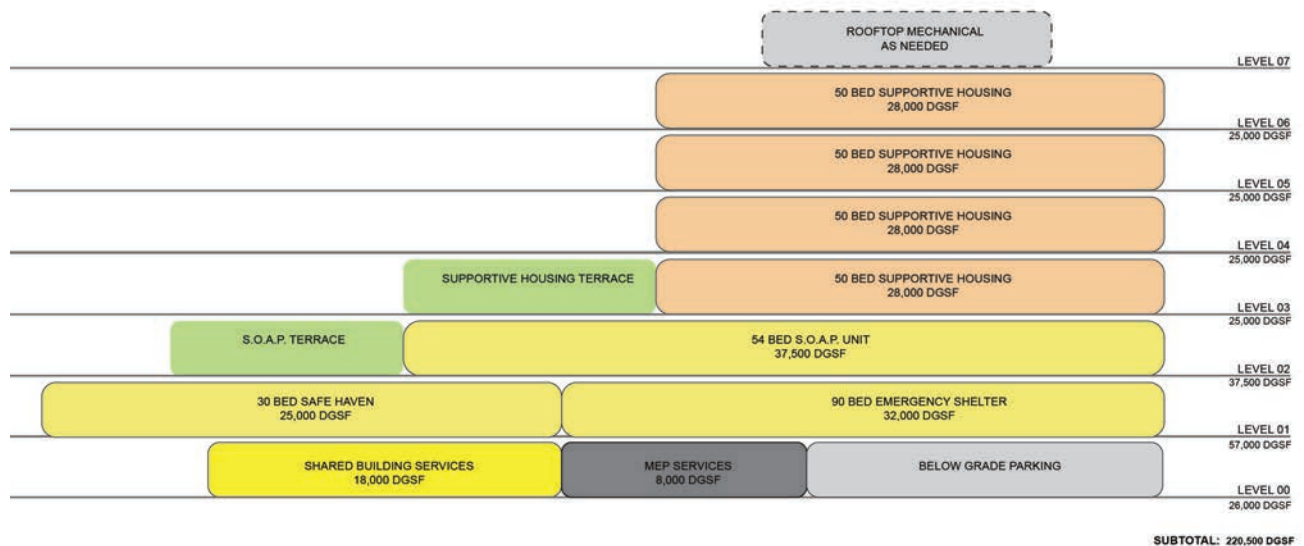 ROOFTOP MECHANICAL
AS NEEDED
LEVEL 07
50 BED SUPPORTIVE HOUSING
28,000 DGSF
LEVEL 06
25,000 DGSF
50 BED SUPPORTIVE HOUSING
28,000 DGSF
LEVEL 05
25,000 DGSF
50 BED SUPPORTIVE HOUSING
28,000 DGSF
LEVEL 04
25,000 DGSF
SUPPORTIVE HOUSING TERRACE
50 BED SUPPORTIVE HOUSING
28,000 DGSF
LEVEL 03
25,000 DGSF
S.O.A.P. TERRACE
54 BED S.O.A.P. UNIT
37,500 DGSF
LEVEL 02
37,500 DGSF
30 BED SAFE HAVEN
25,000 DGSF
90 BED EMERGENCY SHELTER
32,000 DGSF
LEVEL 01
57,000 DGSF
SHARED BUILDING SERVICES
18,000 DGSF
MEP SERVICES
8,000 DGSF
BELOW GRADE PARKING
LEVEL 00
26,000 DGSF
SUBTOTAL: 220,500 DGSF